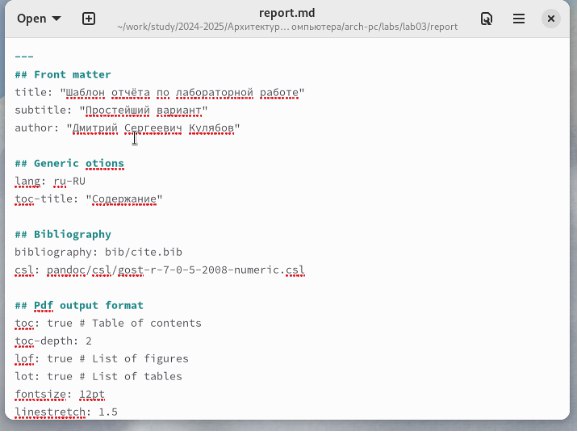 Open
report.md
~/work/study/2024-2025/Архитектур… омпьютера/arch-pc/labs/lab03/report
---
## Front matter
title: "Шаблон отчёта по лабораторной работе"
subtitle: "Простейший вариант"
author: "Дмитрий Сергеевич Кулябов"
## Generic otions
lang: ru-RU
toc-title: "Содержание"
## Bibliography
bibliography: bib/cite.bib
csl: pandoc/csl/gost-r-7-0-5-2008-numeric.csl
## Pdf output format
toc: true # Table of contents
toc-depth: 2
lof: true # List of figures
lot: true # List of tables
fontsize: 12pt
linestretch: 1.5